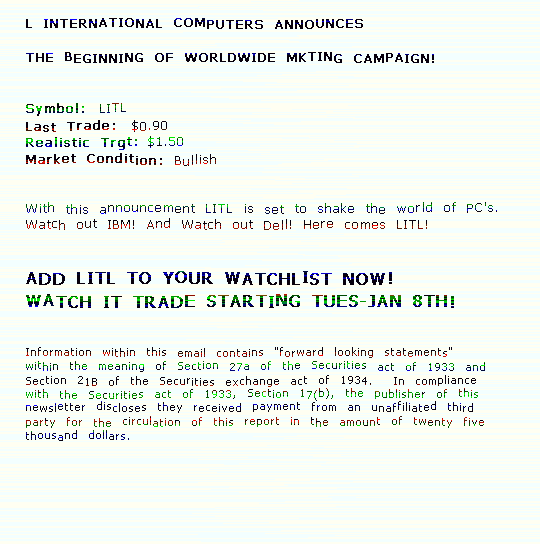 L INTERNATIONAL COMPUTERS ANNOUNCES
THE BEGINNING OF WORLDWIDE MKTING CAMPAIGN!
Symbol: LITL
Last Trade: $0.90
Realistic Trgt: $1.50
Market Condition: Bullish
With this announcement LITL is set to shake the world of PC's.
Watch out IBM! And Watch out Dell! Here comes LITL!
ADD LITL TO YOUR WATCHLIST NOW!
WATCH IT TRADE STARTING TUES-JAN 8TH!
Information within this email contains "forward looking statements"
within the meaning of Section 27a of the Securities act of 1933 and
Section 21B of the Securities exchange act of 1934. In compliance
with the Securities act of 1933, Section 17(b), the publisher of this
newsletter discloses they received payment from an unaffiliated third
party for the circulation of this report in the amount of twenty five
thousand dollars.